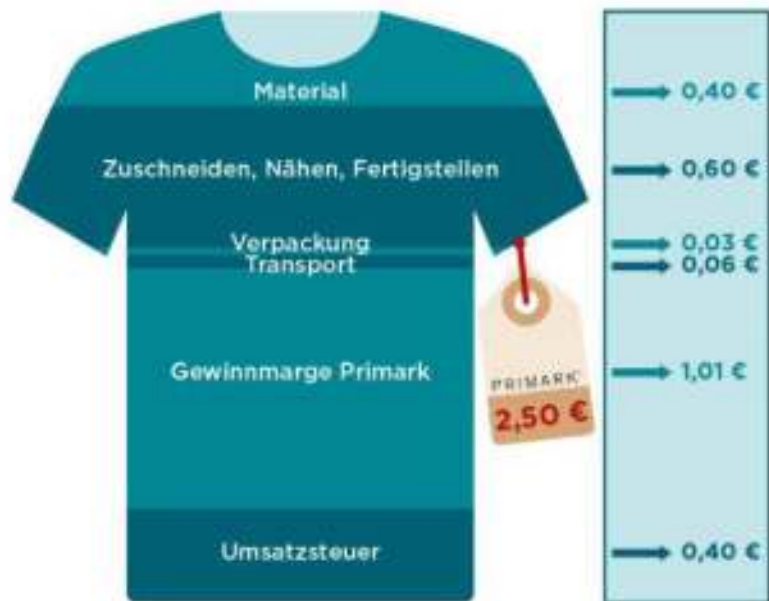 Material
0,40 €
Zuschneiden, Nähen, Fertigstellen
0,60 €
Verpackung
0,03 €
Transport
0,06 €
Gewinnmarge Primark
1,01 €
PRIMARK
2,50 €
Umsatzsteuer
0,40 €